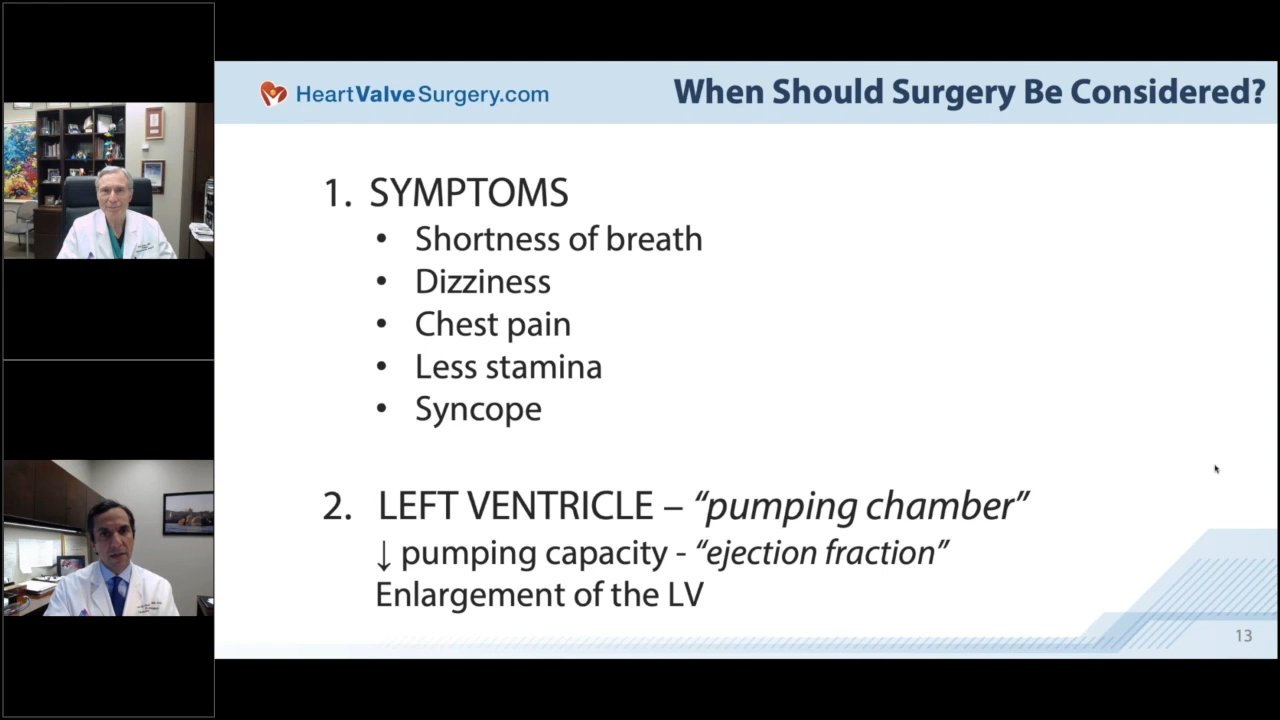 HeartValveSurgery.com
When Should Surgery Be Considered?
1. SYMPTOMS
• Shortness of breath
• Dizziness
• Chest pain
• Less stamina
• Syncope
2. LEFT VENTRICLE – “pumping chamber”
↓ pumping capacity - “ejection fraction”
Enlargement of the LV
13